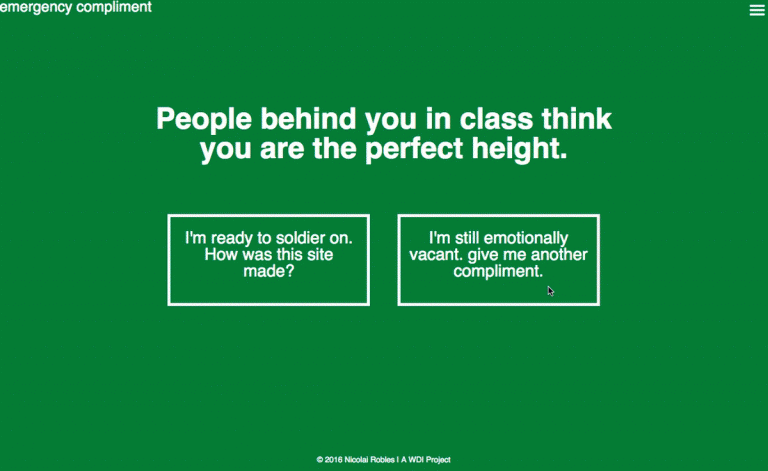 emergency compliment
People behind you in class think
you are the perfect height.
I'm ready to soldier on.
How was this site
made?
I'm still emotionally
vacant. give me another
compliment.
© 2016 Nicolai Robles | A WDI Project